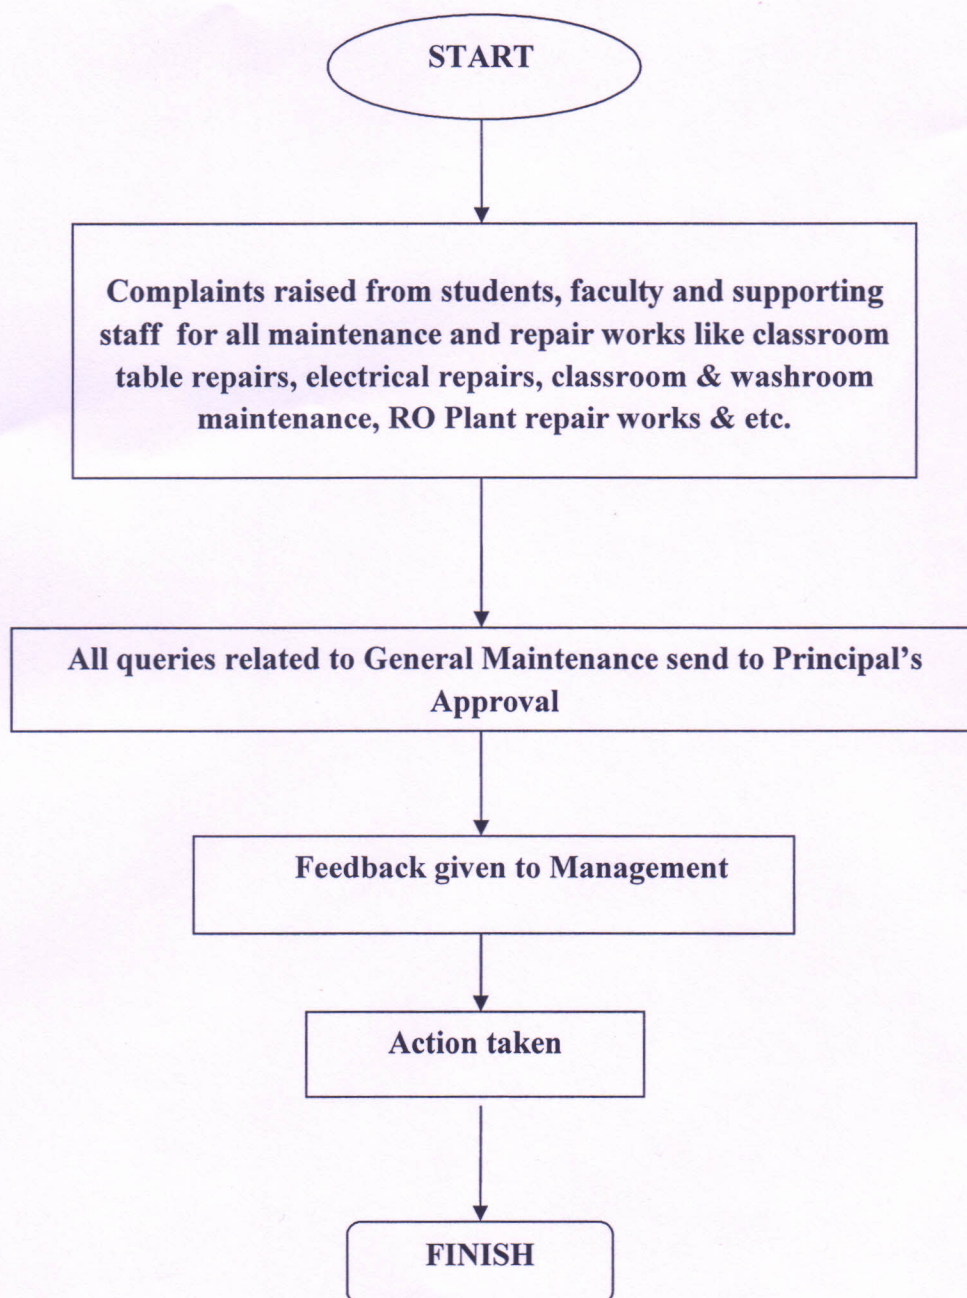 START
Complaints raised from students, faculty and supporting
staff for all maintenance and repair works like classroom
table repairs, electrical repairs, classroom & washroom
maintenance, RO Plant repair works & etc.
All queries related to General Maintenance send to Principal’s
Approval
Feedback given to Management
Action taken
FINISH